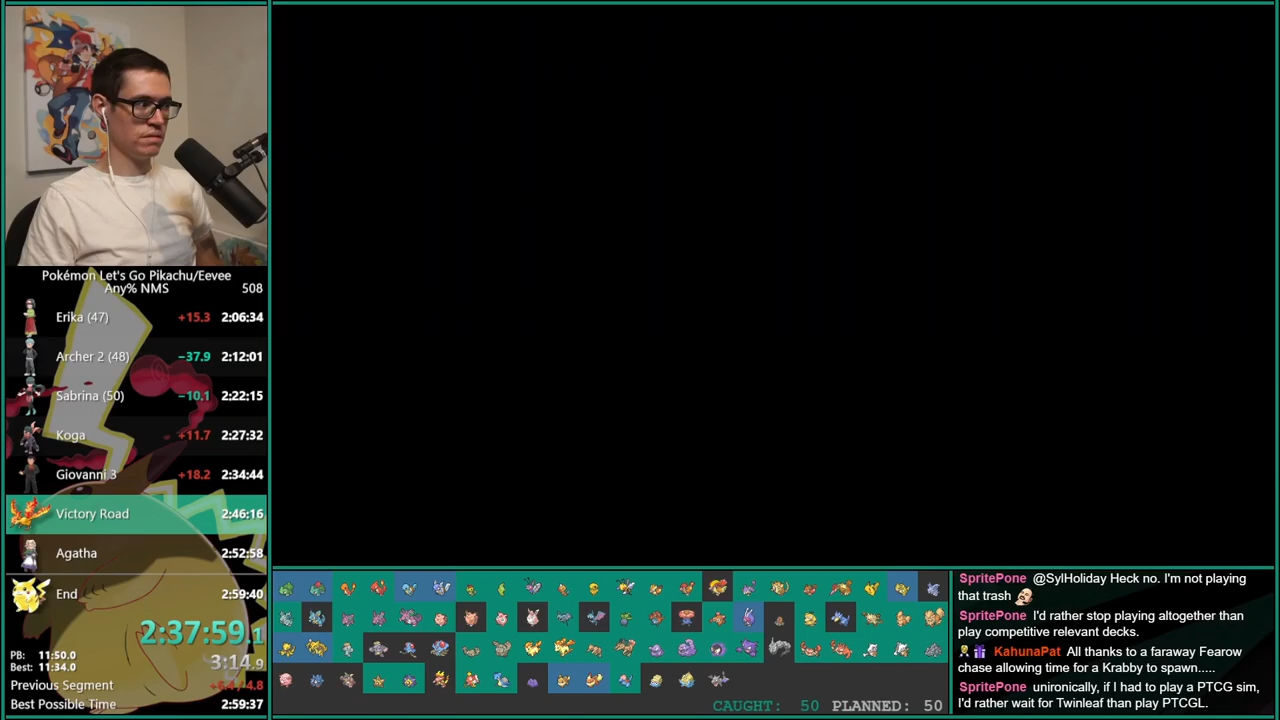 Pokémon Let's Go Pikachu/Eevee
Any% NMS 508
Erika (47) +15.3 2:06:34
Archer 2 (48) −37.9 2:12:01
Sabrina (50) −10.1 2:22:15
Koga +11.7 2:27:32
Giovanni 3 +18.2 2:34:44
Victory Road 2:46:16
Agatha 2:52:58
End 2:59:40
2:37:59.1
PB: 11:50.0
Best: 11:34.0
3:14.9
Previous Segment +6.4 / 4.8
Best Possible Time 2:59:37
CAUGHT: 50 PLANNED: 50
SpritePone @SylHoliday Heck no. I'm not playing
that trash
SpritePone I'd rather stop playing altogether than
play competitive relevant decks.
KahunaPat All thanks to a faraway Fearow
chase allowing time for a Krabby to spawn.....
SpritePone unironically, if I had to play a PTCG sim,
I'd rather wait for Twinleaf than play PTCGL.